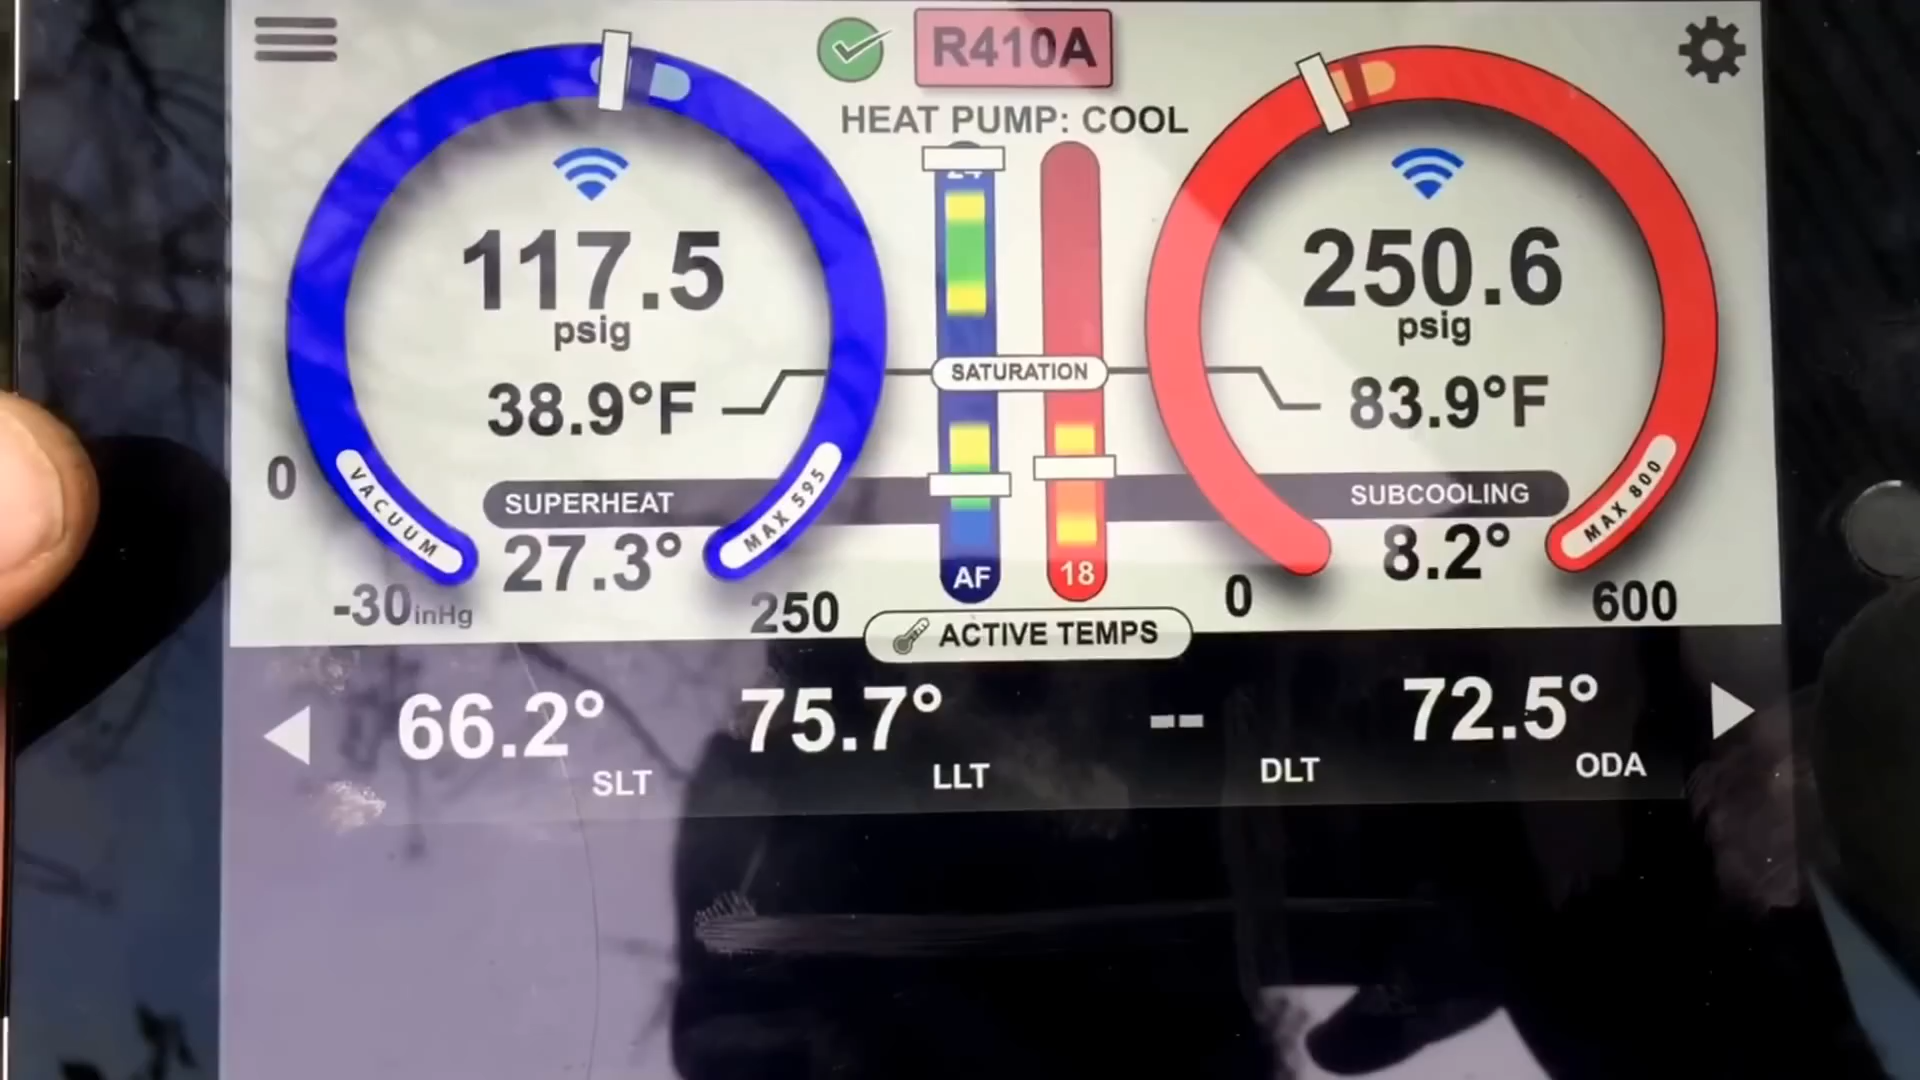 R410A
HEAT PUMP: COOL
117.5
psig
38.9°F
SATURATION
250.6
psig
83.9°F
0
VACUUM
MAX 595
SUPERHEAT
27.3°
-30inHg
250
AF
18
SUBCOOLING
8.2°
MAX 800
0
600
ACTIVE TEMPS
66.2°
SLT
75.7°
LLT
--
DLT
72.5°
ODA